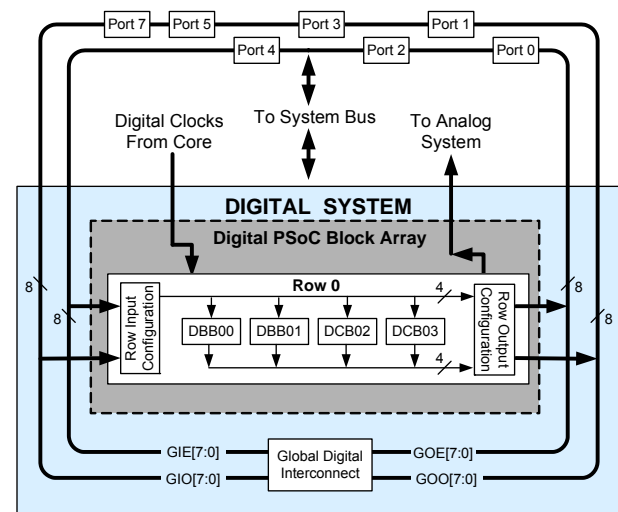 Port 7
Port 5
Port 3
Port 1
Port 4
Port 2
Port 0
Digital Clocks
From Core
To System Bus
To Analog
System
DIGITAL SYSTEM
Digital PSoC Block Array
Row 0
4
8
8
8
8
Row Input
Configuration
DBB00
DBB01
DCB02
DCB03
Row Output
Configuration
4
GIE[7:0]
GIO[7:0]
Global Digital
Interconnect
GOE[7:0]
GOO[7:0]